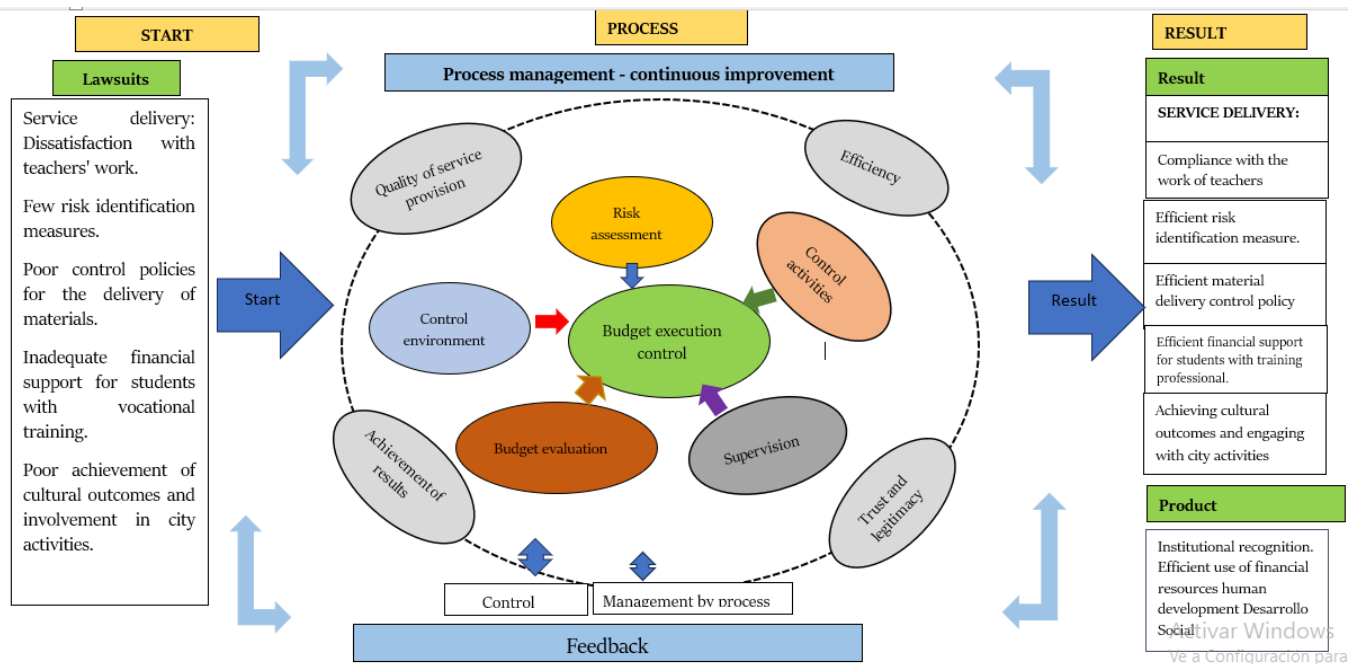 START
PROCESS
RESULT
Lawsuits
Service delivery:
Dissatisfaction with
teachers' work.
Few risk identification
measures.
Poor control policies
for the delivery of
materials.
Inadequate financial
support for students
with vocational
training.
Poor achievement of
cultural outcomes and
involvement in city
activities.
Start
Process management - continuous improvement
Quality of service
provision
Efficiency
Risk
assessment
Control
activities
Control
environment
Budget execution
control
Budget evaluation
Supervision
Achievement of
results
Trust and
legitimacy
Control
Management by process
Feedback
Result
Result
SERVICE DELIVERY:
Compliance with the
work of teachers
Efficient risk
identification measure.
Efficient material
delivery control policy
Efficient financial support
for students with training
professional.
Achieving cultural
outcomes and engaging
with city activities
Product
Institutional recognition.
Efficient use of financial
resources human
development Desarrollo
Social
Activar Windows
Ve a Configuración para